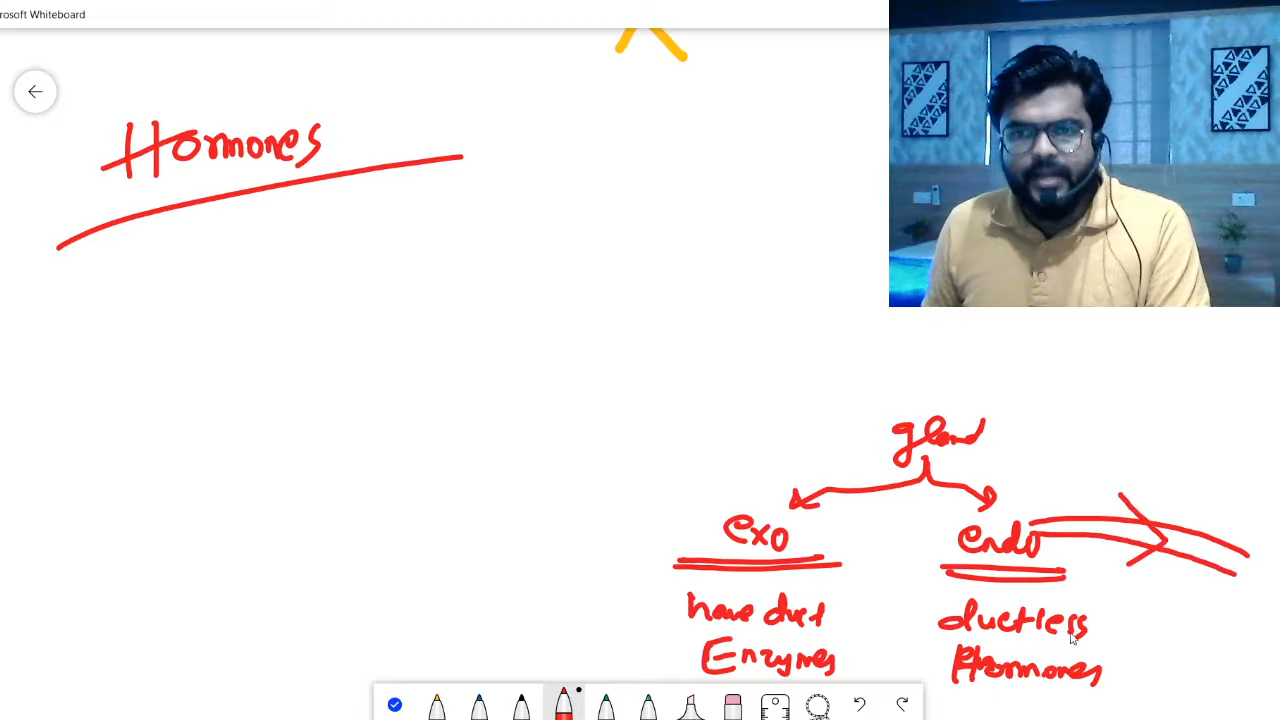 rosoft Whiteboard
Hormones
gland
exo
endo
have duct
ductless
Enzymes
Hormones